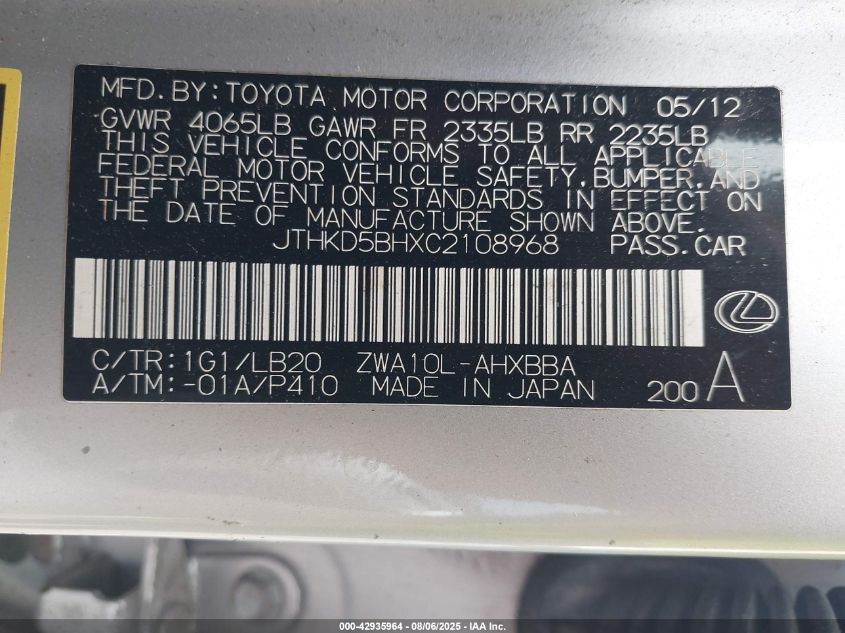 MFD.BY:TOYOTA MOTOR CORPORATION 05/12
GVWR 4065LB GAWR FR 2335LB RR 2235LB
THIS VEHICLE CONFORMS TO ALL APPLICABLE
FEDERAL MOTOR VEHICLE SAFETY,BUMPER,AND
THEFT PREVENTION STANDARDS IN EFFECT ON
THE DATE OF MANUFACTURE SHOWN ABOVE.
JTHKD5BHXC2108968 PASS.CAR
C/TR:1G1/LB20 ZWA10L-AHXBBA
A/TM:-01A/P410 MADE IN JAPAN 200 A
000-42935964 - 08/06/2025 - IAA Inc.